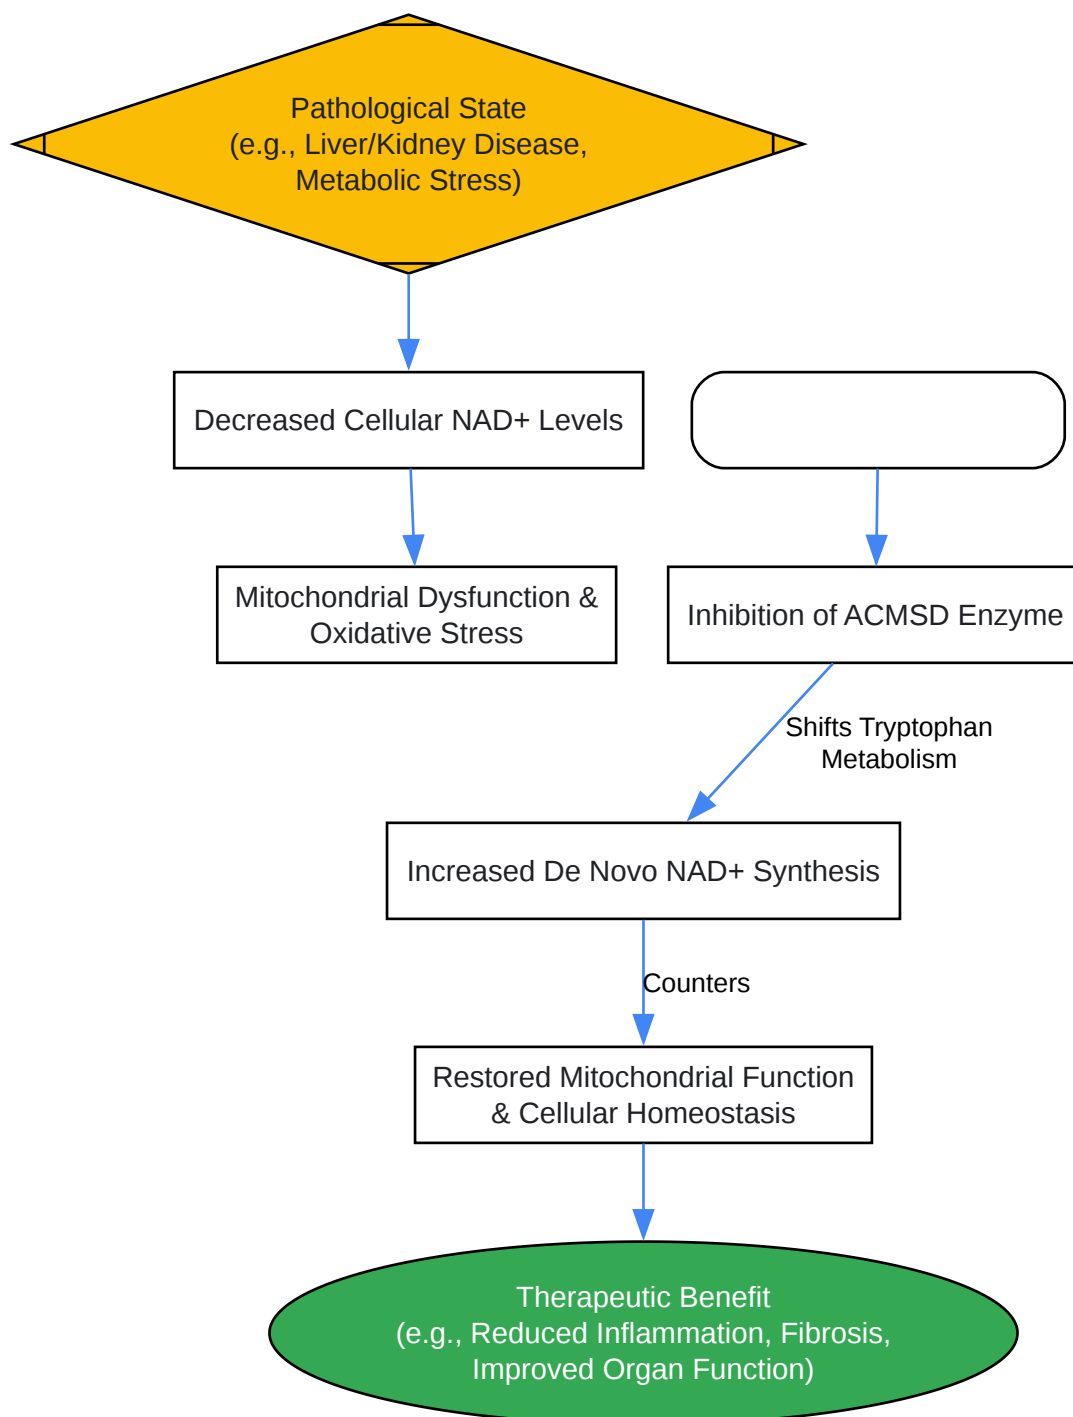 Pathological State
(e.g., Liver/Kidney Disease,
Metabolic Stress)
Decreased Cellular NAD+ Levels
Mitochondrial Dysfunction &
Oxidative Stress
Inhibition of ACMSD Enzyme
Shifts Tryptophan
Metabolism
Increased De Novo NAD+ Synthesis
Counters
Restored Mitochondrial Function
& Cellular Homeostasis
Therapeutic Benefit
(e.g., Reduced Inflammation, Fibrosis,
Improved Organ Function)